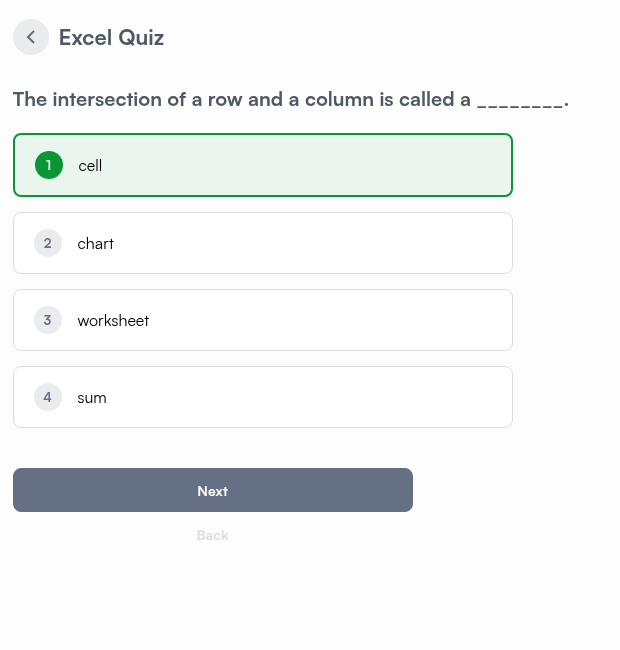 Excel Quiz
The intersection of a row and a column is called a ________.
1 cell
2 chart
3 worksheet
4 sum
Next
Back